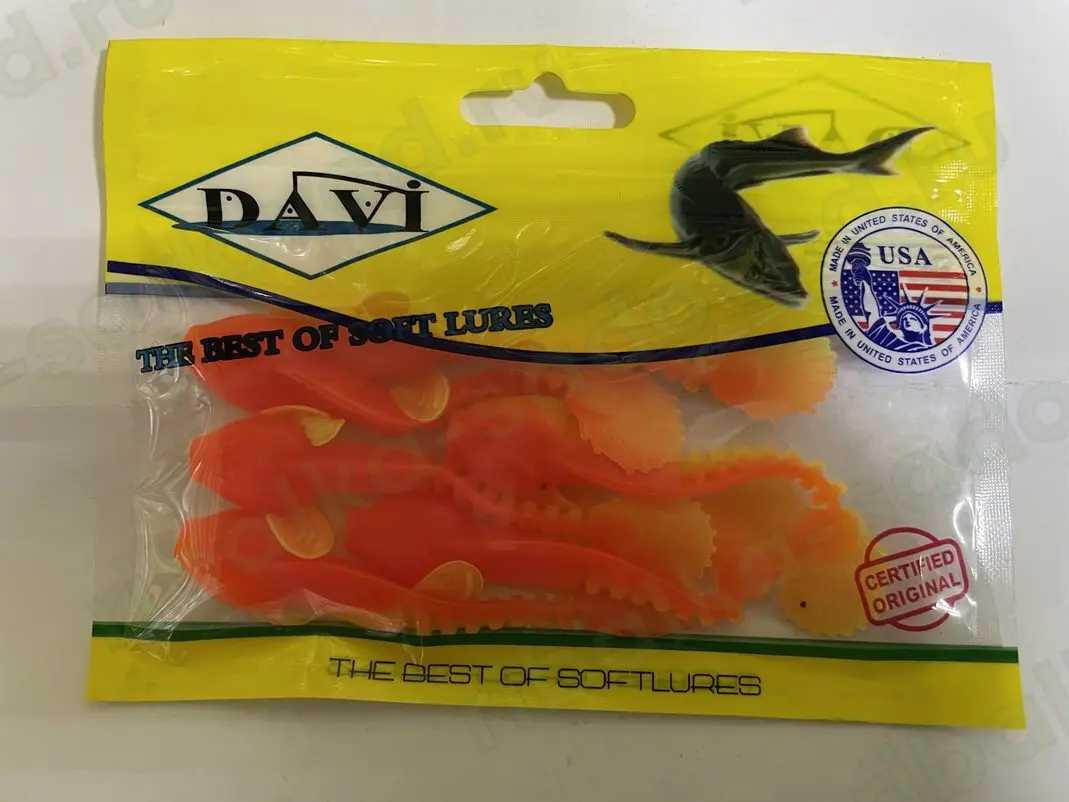 DAVİ
USA
MADE IN UNITED STATES OF AMERICA
MADE IN UNITED STATES OF AMERICA
THE BEST OF SOFT LURES
CERTIFIED
ORIGINAL
THE BEST OF SOFTLURES